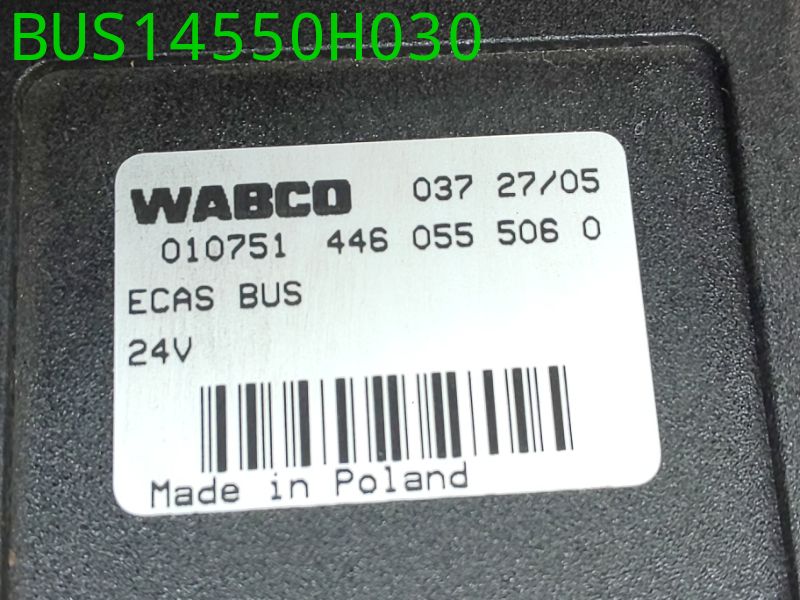 BUS14550H030
WABCO 037 27/05
010751 446 055 506 0
ECAS BUS
24V
Made in Poland